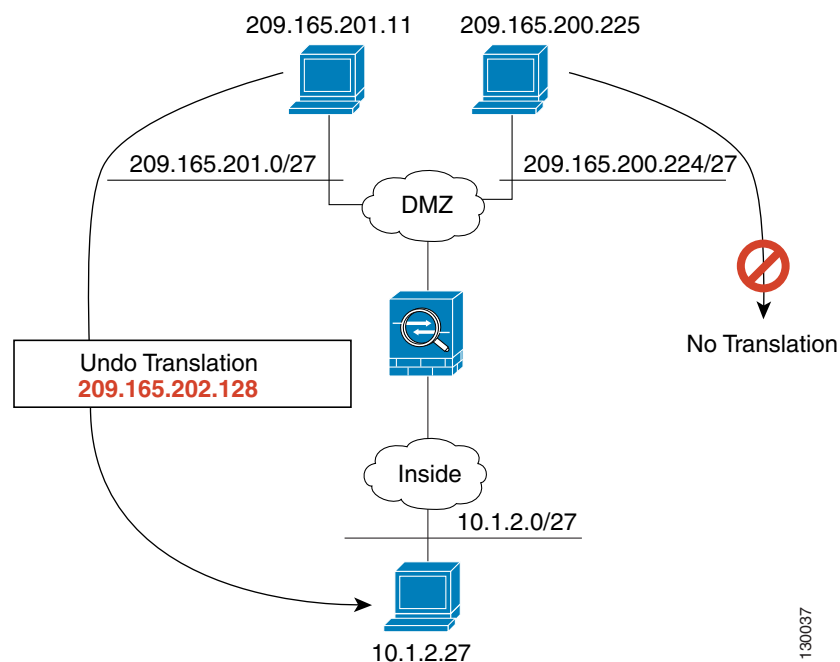 209.165.201.11
209.165.200.225
209.165.201.0/27
209.165.200.224/27
DMZ
No Translation
Undo Translation
209.165.202.128
Inside
10.1.2.0/27
10.1.2.27
130037